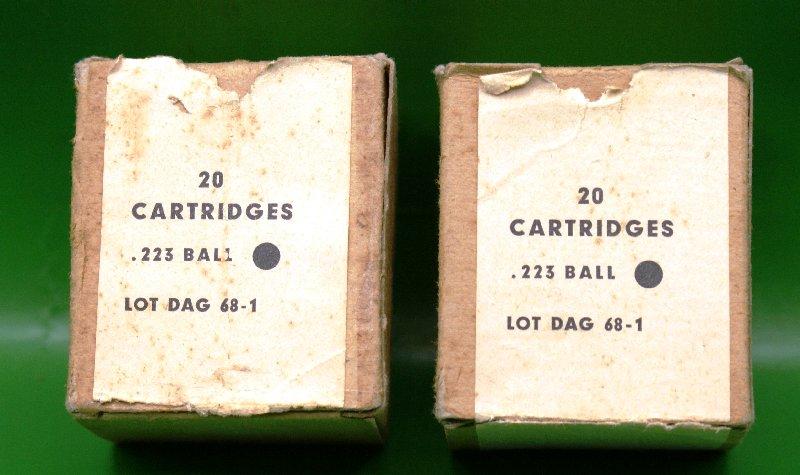 20
CARTRIDGES
.223 BALL
LOT DAG 68-1
20
CARTRIDGES
.223 BALL
LOT DAG 68-1